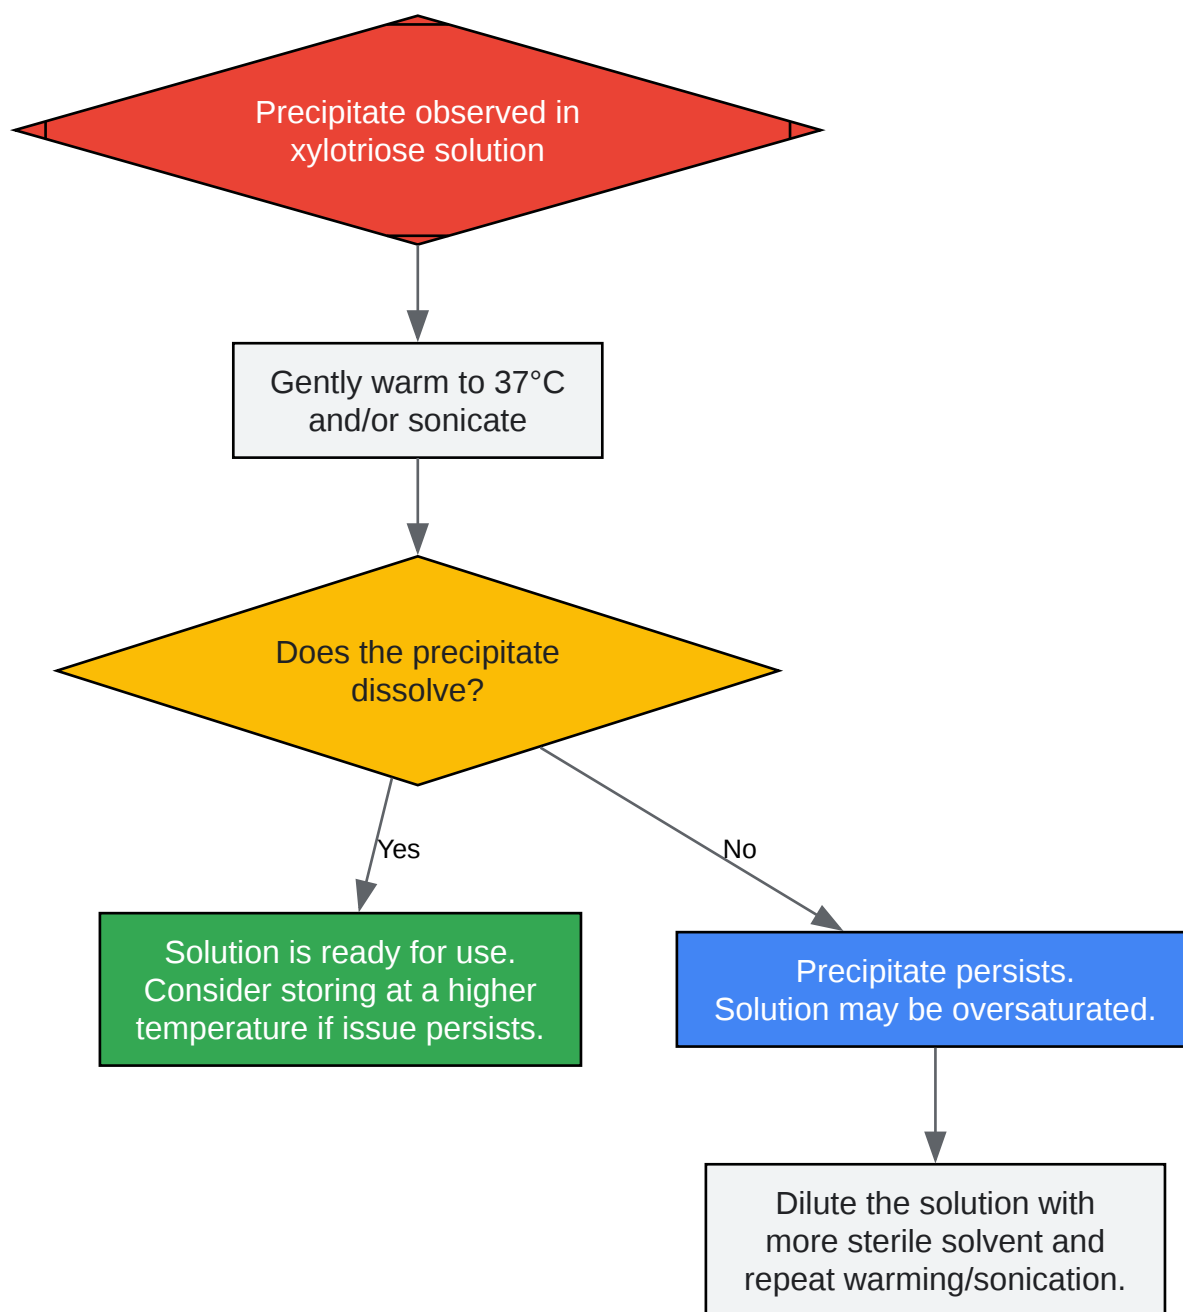 Precipitate observed in
xylotriose solution
Gently warm to 37°C
and/or sonicate
Does the precipitate
dissolve?
Yes
No
Solution is ready for use.
Consider storing at a higher
temperature if issue persists.
Precipitate persists.
Solution may be oversaturated.
Dilute the solution with
more sterile solvent and
repeat warming/sonication.